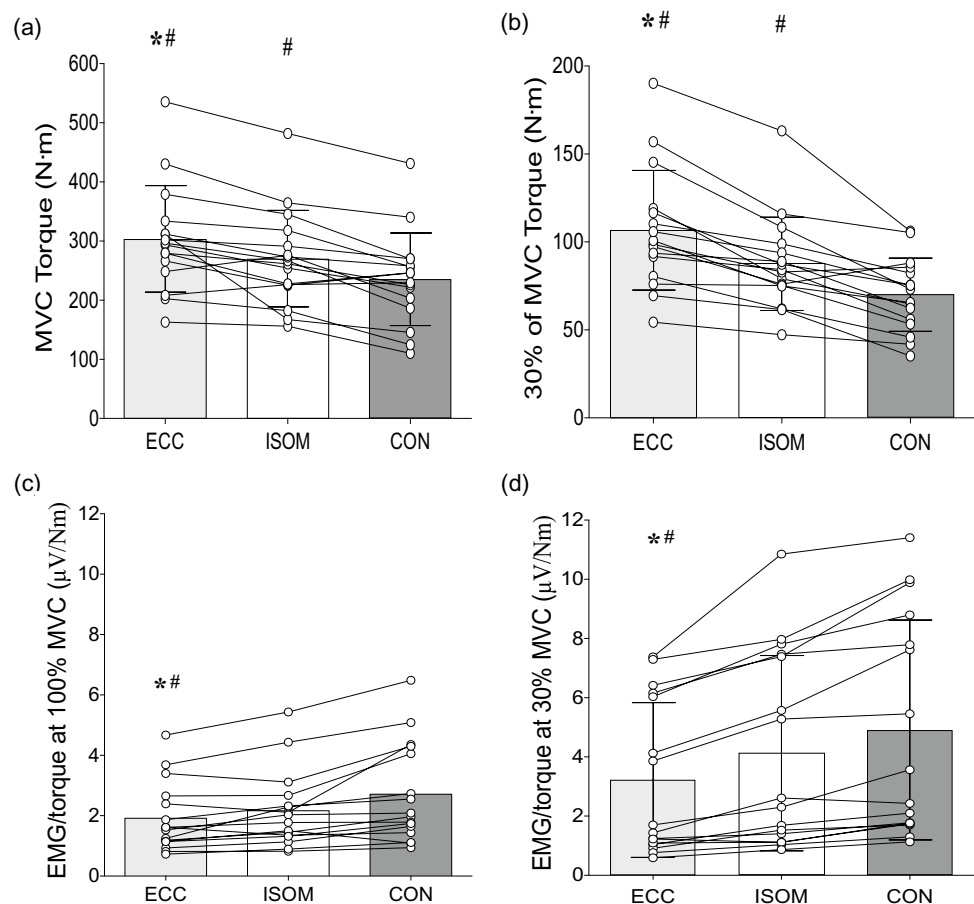 (a)
*#
#
MVC Torque (N·m)
600
500
400
300
200
100
0
ECC ISOM CON
(b)
*#
#
30% of MVC Torque (N·m)
200
150
100
50
0
ECC ISOM CON
(c)
*#
EMG/torque at 100% MVC (μV/Nm)
12
10
8
6
4
2
0
ECC ISOM CON
(d)
*#
EMG/torque at 30% MVC (μV/Nm)
12
10
8
6
4
2
0
ECC ISOM CON